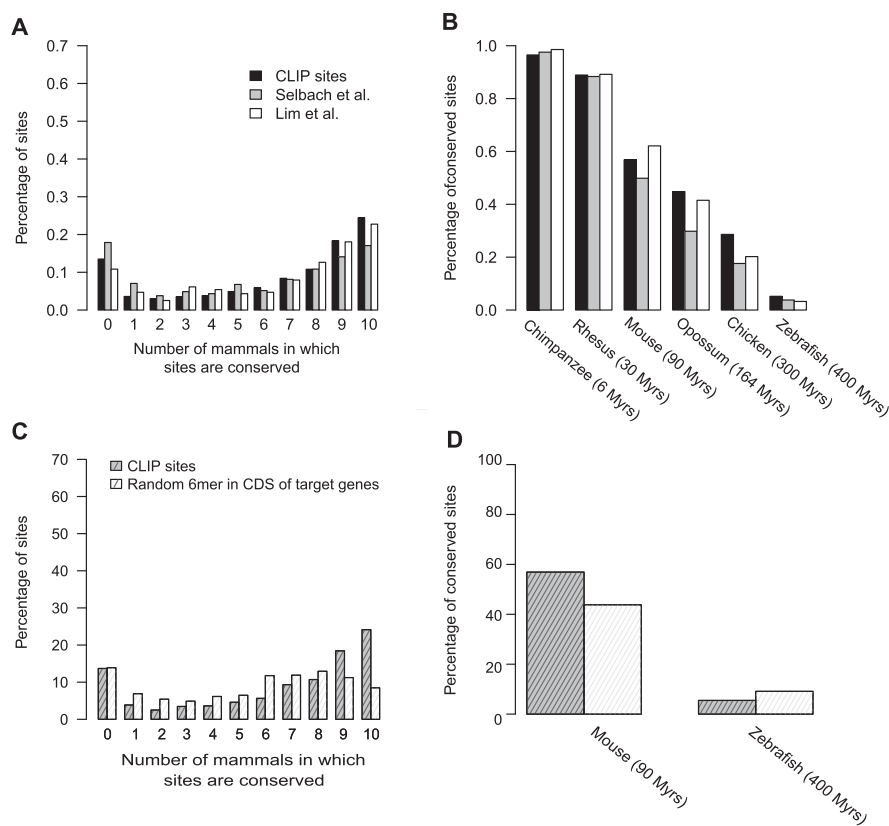 A
0.7
0.6
0.5
0.4
0.3
0.2
0.1
0.0
Percentage of sites
CLIP sites
Selbach et al.
Lim et al.
0 1 2 3 4 5 6 7 8 9 10
Number of mammals in which
sites are conserved
B
1.0
0.8
0.6
0.4
0.2
0.0
Percentage ofconserved sites
Chimpanzee (6 Myrs)
Rhesus (30 Myrs)
Mouse (90 Myrs)
Opossum (164 Myrs)
Chicken (300 Myrs)
Zebrafish (400 Myrs)
C
70
60
50
40
30
20
10
0
Percentage of sites
CLIP sites
Random 6mer in CDS of target genes
0 1 2 3 4 5 6 7 8 9 10
Number of mammals in which
sites are conserved
D
100
80
60
40
20
0
Percentage of conserved sites
Mouse (90 Myrs)
Zebrafish (400 Myrs)